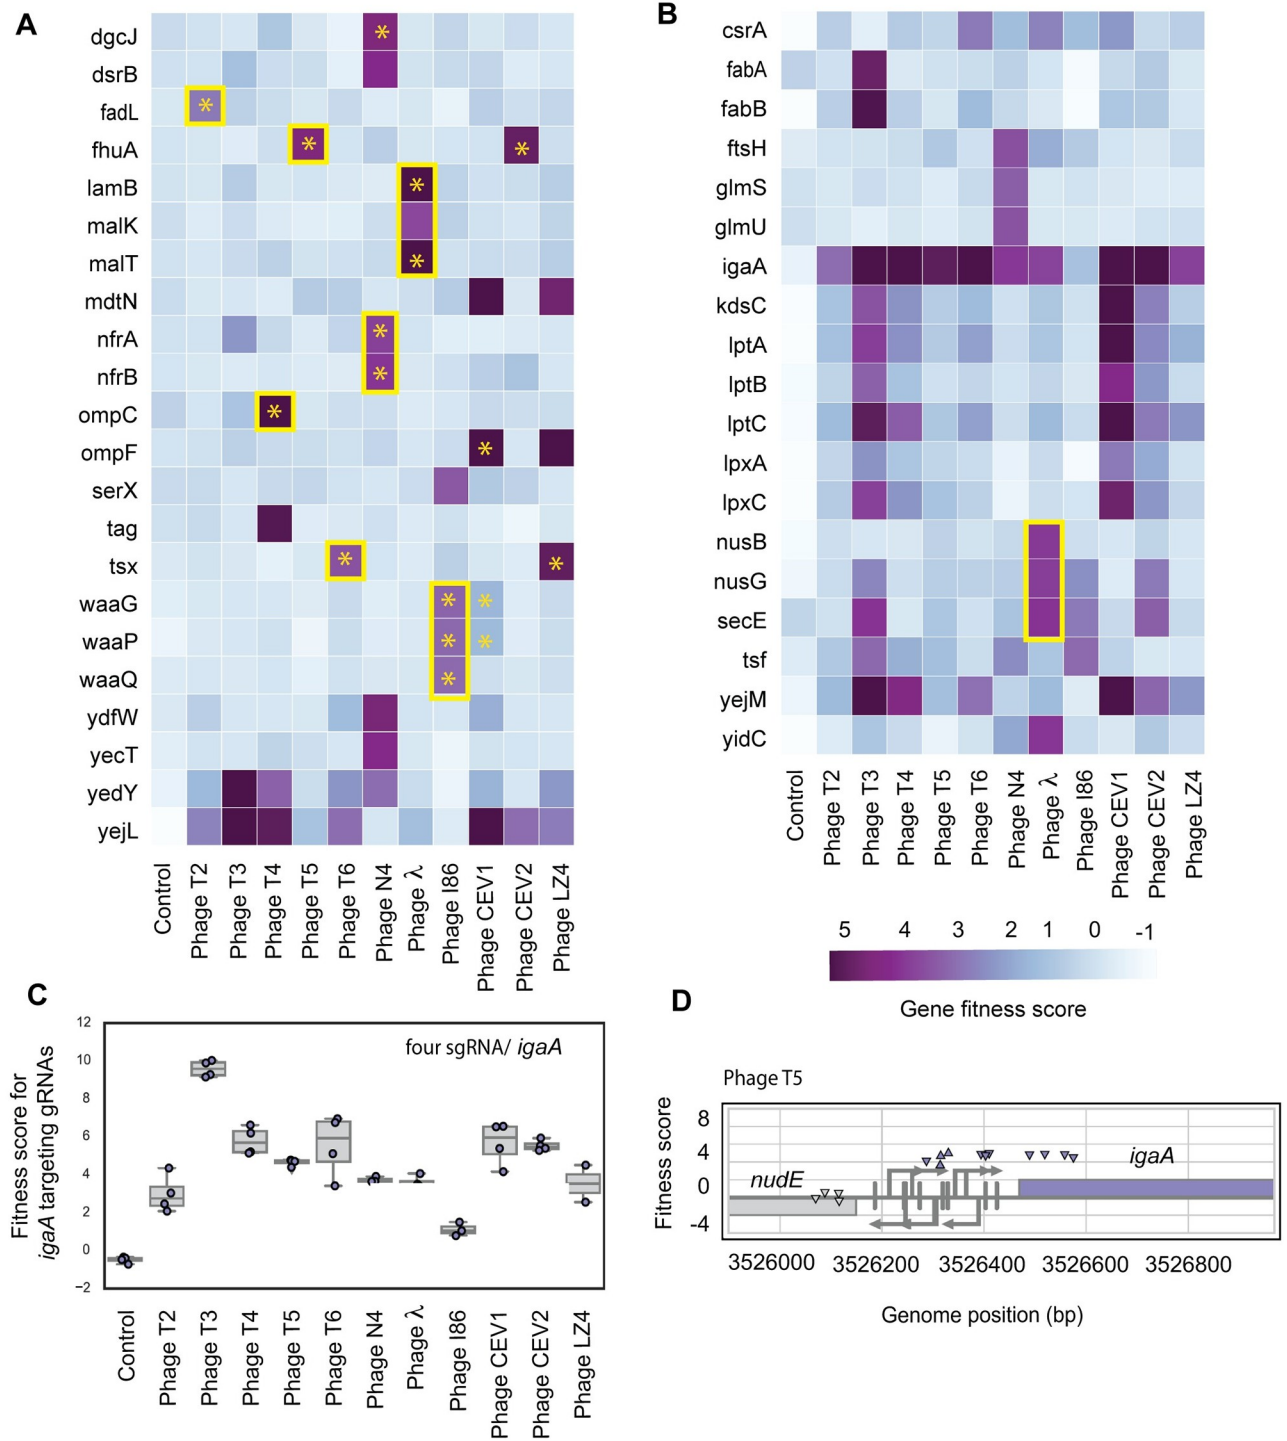 A
dgcJ
*
dsrB
fadL
*
fhuA
*
*
lamB
*
malK
malT
*
mdtN
nfrA
*
nfrB
*
ompC
*
ompF
*
serX
tag
tsx
*
*
waaG
*
*
waaP
*
*
waaQ
*
ydfW
yecT
yedY
yejL
Control
Phage T2
Phage T3
Phage T4
Phage T5
Phage T6
Phage N4
Phage λ
Phage I86
Phage CEV1
Phage CEV2
Phage LZ4
B
csrA
fabA
fabB
ftsH
glmS
glmU
igaA
kdsC
lptA
lptB
lptC
lpxA
lpxC
nusB
nusG
secE
tsf
yejM
yidC
Control
Phage T2
Phage T3
Phage T4
Phage T5
Phage T6
Phage N4
Phage λ
Phage I86
Phage CEV1
Phage CEV2
Phage LZ4
5 4 3 2 1 0 -1
Gene fitness score
C
Fitness score for
igaA targeting gRNAs
12
10
8
6
4
2
0
−2
four sgRNA/ igaA
Control
Phage T2
Phage T3
Phage T4
Phage T5
Phage T6
Phage N4
Phage λ
Phage I86
Phage CEV1
Phage CEV2
Phage LZ4
D
Phage T5
Fitness score
8
4
0
-4
nudE
igaA
3526000 3526200 3526400 3526600 3526800
Genome position (bp)